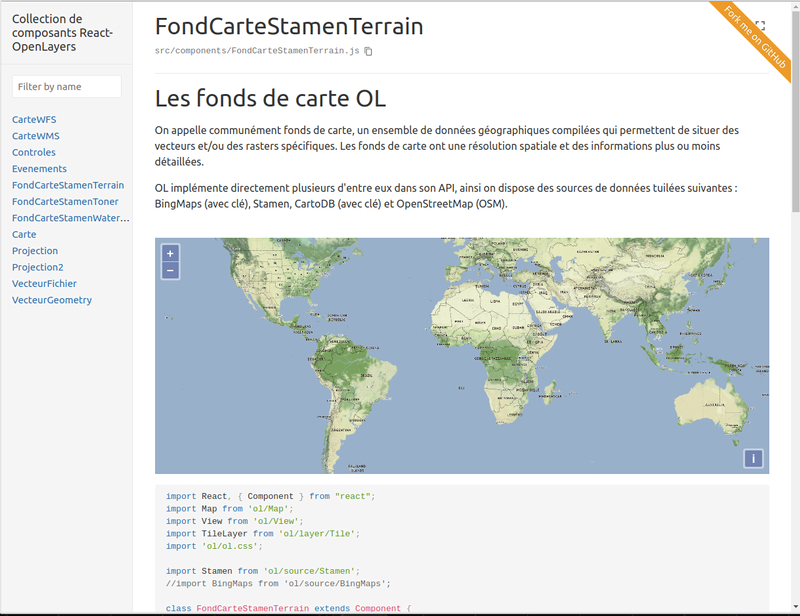 Collection de
composants React-
OpenLayers
Filter by name
CarteWFS
CarteWMS
Controles
Evenements
FondCarteStamenTerrain
FondCarteStamenToner
FondCarteStamenWater...
Carte
Projection
Projection2
VecteurFichier
VecteurGeometry
FondCarteStamenTerrain
src/components/FondCarteStamenTerrain.js
Fork me on GitHub
Les fonds de carte OL
On appelle communément fonds de carte, un ensemble de données géographiques compilées qui permettent de situer des
vecteurs et/ou des rasters spécifiques. Les fonds de carte ont une résolution spatiale et des informations plus ou moins
détaillées.
OL implémente directement plusieurs d'entre eux dans son API, ainsi on dispose des sources de données tuilées suivantes :
BingMaps (avec clé), Stamen, CartoDB (avec clé) et OpenStreetMap (OSM).
+
−
i
import React, { Component } from "react";
import Map from 'ol/Map';
import View from 'ol/View';
import TileLayer from 'ol/layer/Tile';
import 'ol/ol.css';
import Stamen from 'ol/source/Stamen';
//import BingMaps from 'ol/source/BingMaps';
class FondCarteStamenTerrain extends Component {